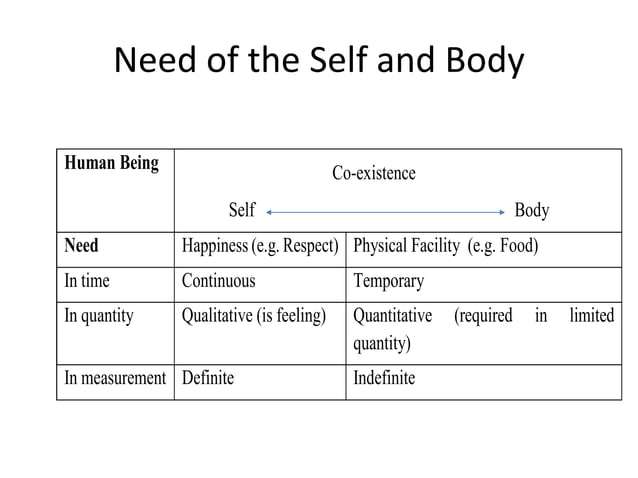 Need of the Self and Body
Human Being
Co-existence
Self Body
Need Happiness (e.g. Respect) Physical Facility (e.g. Food)
In time Continuous Temporary
In quantity Qualitative (is feeling) Quantitative (required in limited
quantity)
In measurement Definite Indefinite